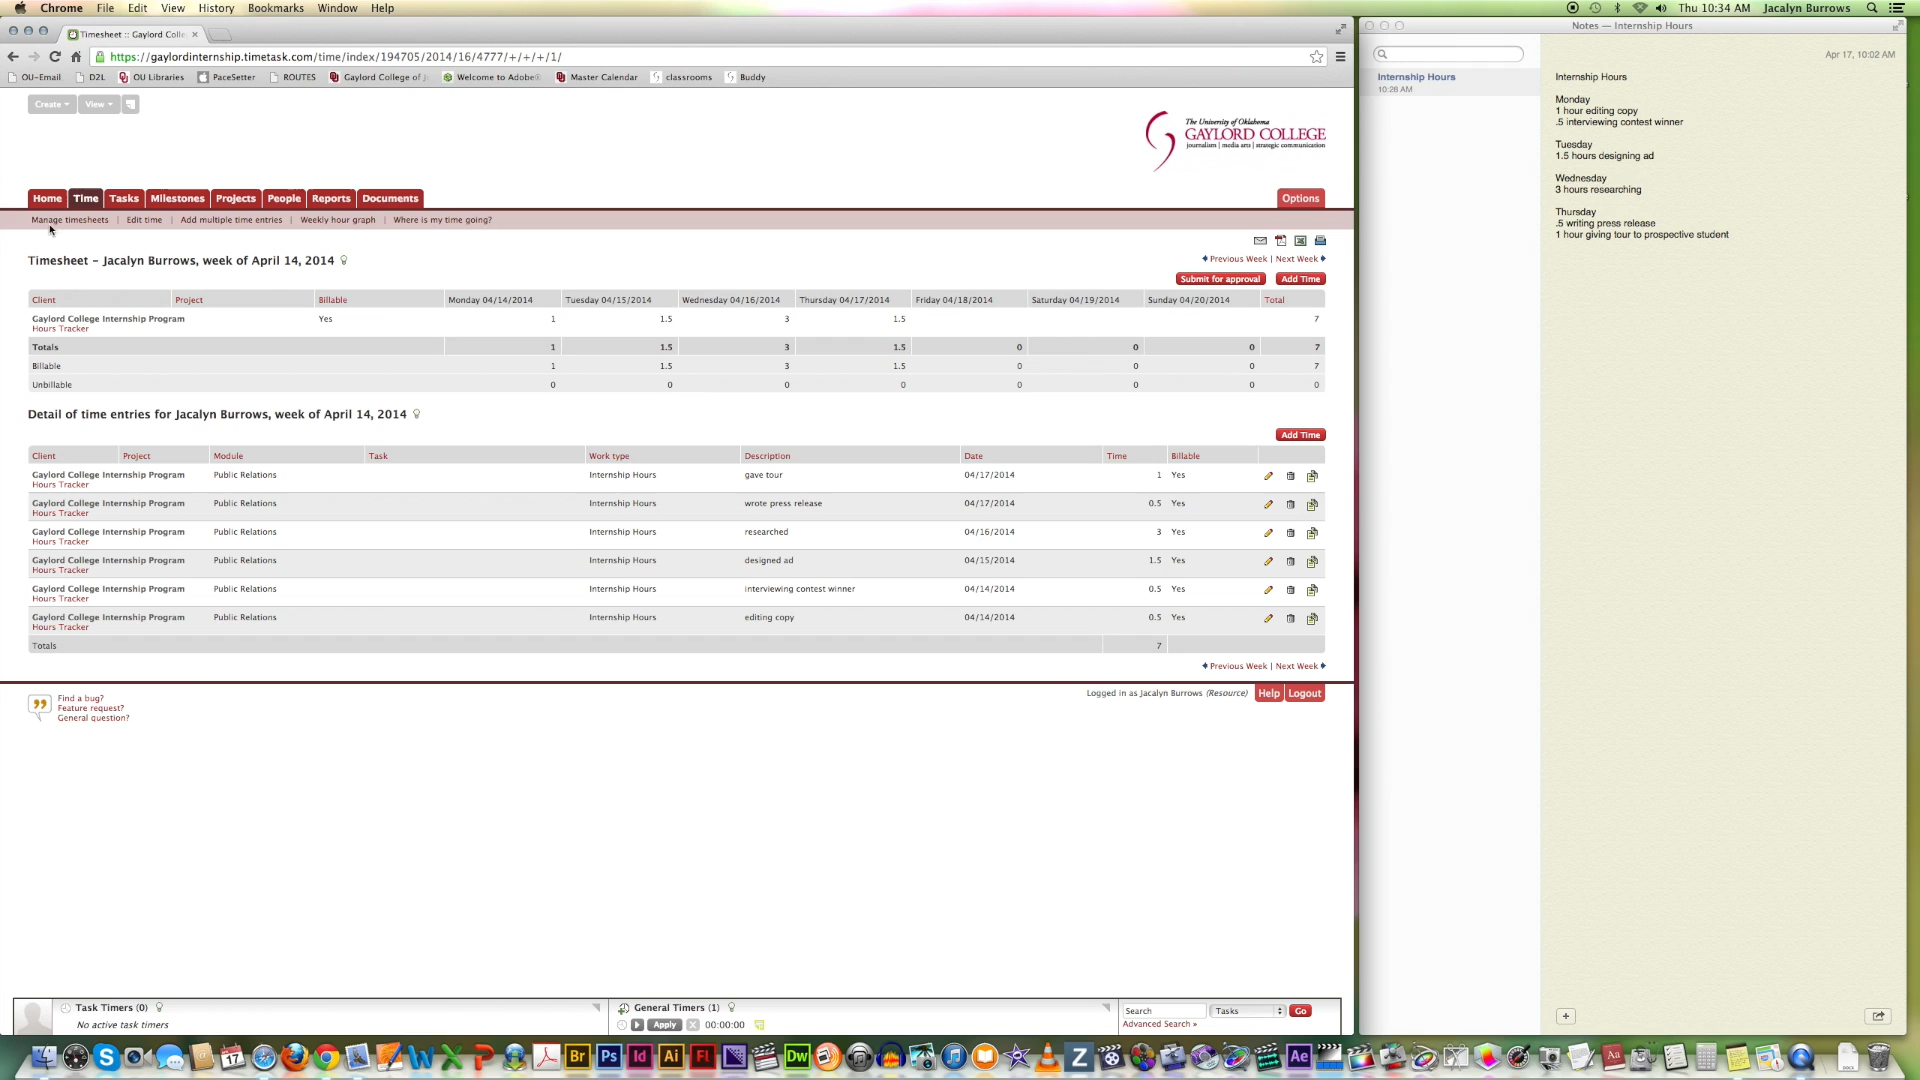 Chrome File Edit View History Bookmarks Window Help
Thu 10:34 AM Jacalyn Burrows
Timesheet :: Gaylord Colle
https://gaylordinternship.timetask.com/time/index/194705/2014/16/4777/+/+/+/1/
OU-Email D2L OU Libraries PaceSetter ROUTES Gaylord College of J Welcome to Adobe® Master Calendar classrooms Buddy
Create View
The University of Oklahoma
GAYLORD COLLEGE
journalism | media arts | strategic communication
Home Time Tasks Milestones Projects People Reports Documents Options
Manage timesheets | Edit time | Add multiple time entries | Weekly hour graph | Where is my time going?
Timesheet - Jacalyn Burrows, week of April 14, 2014
Previous Week | Next Week
Submit for approval Add Time
Client Project Billable Monday 04/14/2014 Tuesday 04/15/2014 Wednesday 04/16/2014 Thursday 04/17/2014 Friday 04/18/2014 Saturday 04/19/2014 Sunday 04/20/2014 Total
Gaylord College Internship Program Yes 1 1.5 3 1.5 7
Hours Tracker
Totals 1 1.5 3 1.5 0 0 0 7
Billable 1 1.5 3 1.5 0 0 0 7
Unbillable 0 0 0 0 0 0 0 0
Detail of time entries for Jacalyn Burrows, week of April 14, 2014
Add Time
Client Project Module Task Work type Description Date Time Billable
Gaylord College Internship Program Public Relations Internship Hours gave tour 04/17/2014 1 Yes
Hours Tracker
Gaylord College Internship Program Public Relations Internship Hours wrote press release 04/17/2014 0.5 Yes
Hours Tracker
Gaylord College Internship Program Public Relations Internship Hours researched 04/16/2014 3 Yes
Hours Tracker
Gaylord College Internship Program Public Relations Internship Hours designed ad 04/15/2014 1.5 Yes
Hours Tracker
Gaylord College Internship Program Public Relations Internship Hours interviewing contest winner 04/14/2014 0.5 Yes
Hours Tracker
Gaylord College Internship Program Public Relations Internship Hours editing copy 04/14/2014 0.5 Yes
Hours Tracker
Totals 7
Previous Week | Next Week
Find a bug?
Feature request?
General question?
Logged in as Jacalyn Burrows (Resource) Help Logout
Task Timers (0)
No active task timers
General Timers (1)
Apply 00:00:00
Search Tasks Go
Advanced Search »
Notes — Internship Hours
Internship Hours
10:28 AM
Apr 17, 10:02 AM
Internship Hours
Monday
1 hour editing copy
.5 interviewing contest winner
Tuesday
1.5 hours designing ad
Wednesday
3 hours researching
Thursday
.5 writing press release
1 hour giving tour to prospective student
17
Br Ps Id Ai Fl Dw Z Ae